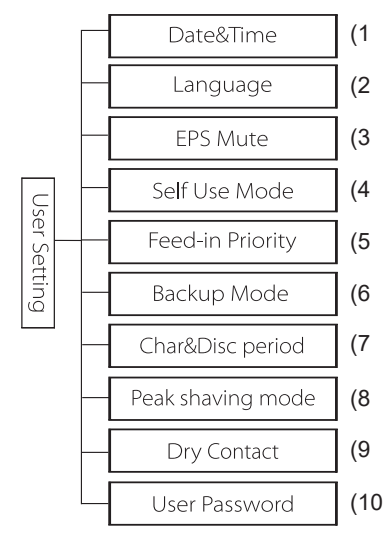 Date&Time (1
Language (2
EPS Mute (3
Self Use Mode (4
User Setting
Feed-in Priority (5
Backup Mode (6
Char&Disc period (7
Peak shaving mode (8
Dry Contact (9
User Password (10